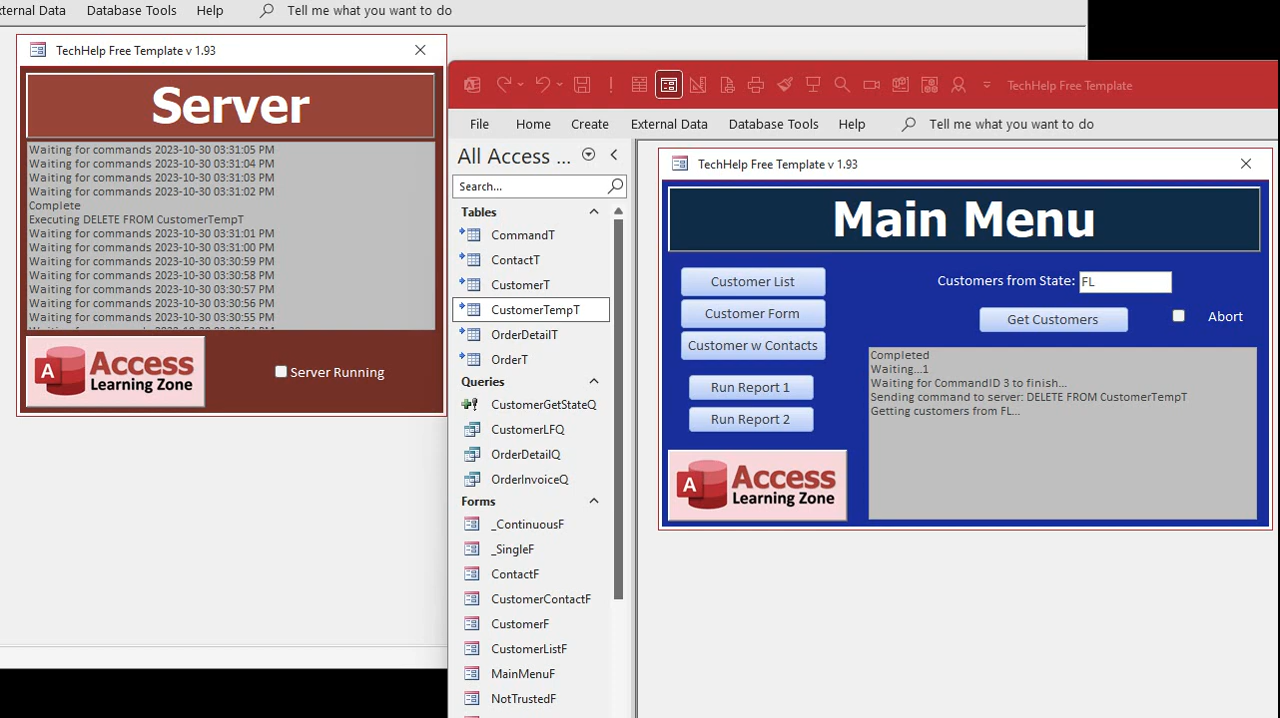 ternal Data Database Tools Help Tell me what you want to do
TechHelp Free Template v 1.93
Server
Waiting for commands 2023-10-30 03:31:05 PM
Waiting for commands 2023-10-30 03:31:04 PM
Waiting for commands 2023-10-30 03:31:03 PM
Waiting for commands 2023-10-30 03:31:02 PM
Complete
Executing DELETE FROM CustomerTempT
Waiting for commands 2023-10-30 03:31:01 PM
Waiting for commands 2023-10-30 03:31:00 PM
Waiting for commands 2023-10-30 03:30:59 PM
Waiting for commands 2023-10-30 03:30:58 PM
Waiting for commands 2023-10-30 03:30:57 PM
Waiting for commands 2023-10-30 03:30:56 PM
Waiting for commands 2023-10-30 03:30:55 PM
Waiting for commands 2023-10-30 03:30:54 PM
A Access
Learning Zone
Server Running
TechHelp Free Template
File Home Create External Data Database Tools Help Tell me what you want to do
All Access ...
Search...
Tables
CommandT
ContactT
CustomerT
CustomerTempT
OrderDetailT
OrderT
Queries
CustomerGetStateQ
CustomerLFQ
OrderDetailQ
OrderInvoiceQ
Forms
_ContinuousF
_SingleF
ContactF
CustomerContactF
CustomerF
CustomerListF
MainMenuF
NotTrustedF
TechHelp Free Template v 1.93
Main Menu
Customer List
Customer Form
Customer w Contacts
Run Report 1
Run Report 2
A Access
Learning Zone
Customers from State: FL
Get Customers
Abort
Completed
Waiting...1
Waiting for CommandID 3 to finish...
Sending command to server: DELETE FROM CustomerTempT
Getting customers from FL...